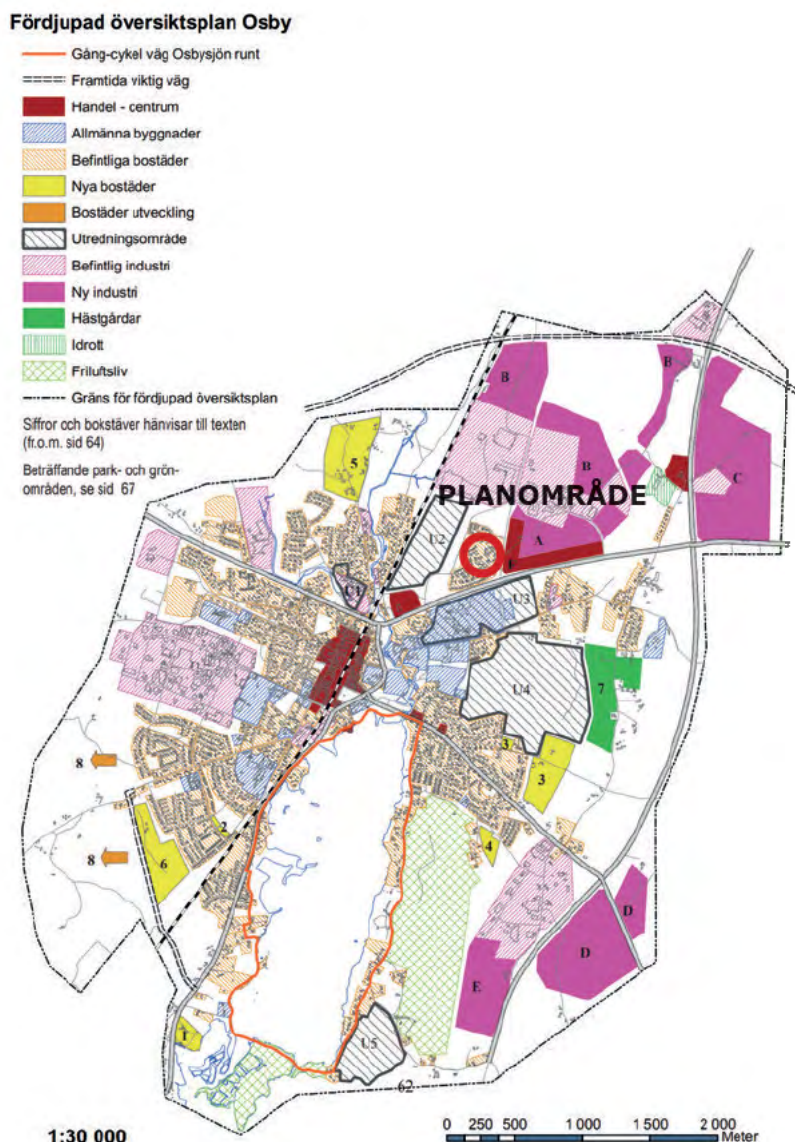 Fördjupad översiktsplan Osby
Gång-cykel väg Osbysjön runt
Framtida viktig väg
Handel - centrum
Allmänna byggnader
Befintliga bostäder
Nya bostäder
Bostäder utveckling
Utredningsområde
Befintlig industri
Ny industri
Hästgårdar
Idrott
Friluftsliv
Gräns för fördjupad översiktsplan
Siffror och bokstäver hänvisar till texten
(fr.o.m. sid 64)
Beträffande park- och grön-
områden, se sid 67
B
B
5
B
C
PLANOMRÅDE
A
U2
F
U1
U3
U4
7
3
3
8
2
4
6
8
D
D
E
1
U5
62
1:30 000
0 250 500 1 000 1 500 2 000
Meter